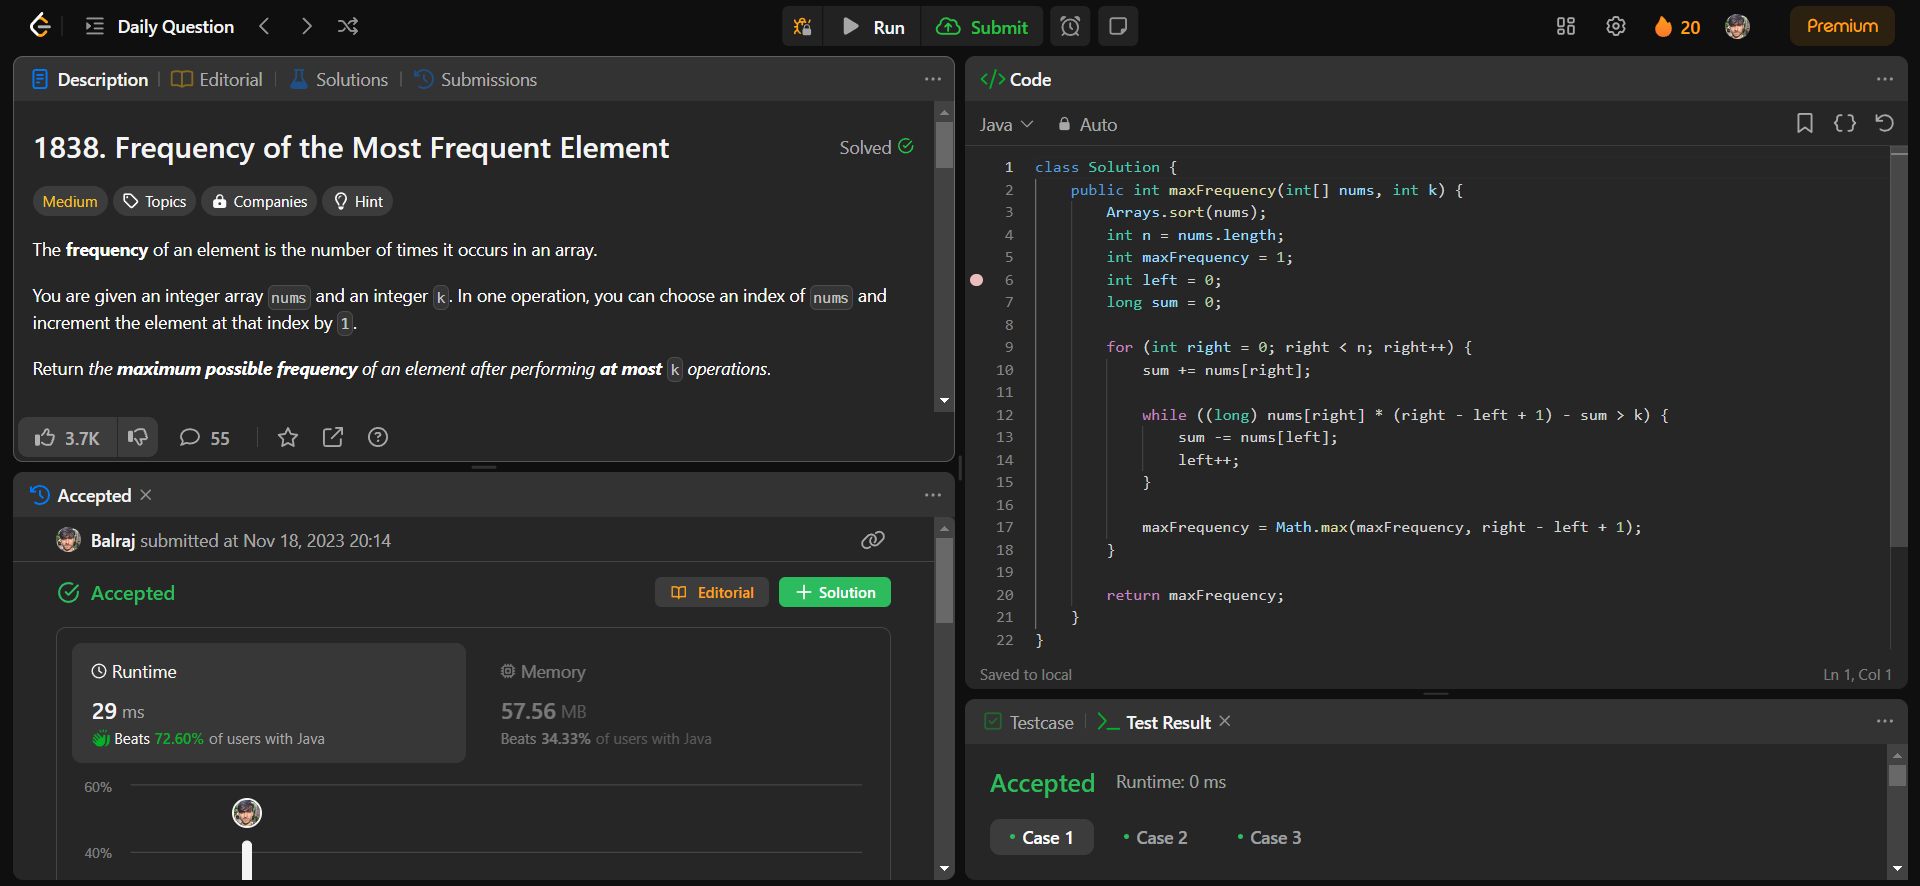 Daily Question
Run
Submit
20
Premium
Description
Editorial
Solutions
Submissions
1838. Frequency of the Most Frequent Element
Solved
Medium
Topics
Companies
Hint
The frequency of an element is the number of times it occurs in an array.
You are given an integer array nums and an integer k. In one operation, you can choose an index of nums and
increment the element at that index by 1.
Return the maximum possible frequency of an element after performing at most k operations.
3.7K
55
Accepted
Balraj submitted at Nov 18, 2023 20:14
Accepted
Editorial
Solution
Runtime
29 ms
Beats 72.60% of users with Java
Memory
57.56 MB
Beats 34.33% of users with Java
60%
40%
</> Code
Java
Auto
1 class Solution {
2 public int maxFrequency(int[] nums, int k) {
3 Arrays.sort(nums);
4 int n = nums.length;
5 int maxFrequency = 1;
6 int left = 0;
7 long sum = 0;
8
9 for (int right = 0; right < n; right++) {
10 sum += nums[right];
11
12 while ((long) nums[right] * (right - left + 1) - sum > k) {
13 sum -= nums[left];
14 left++;
15 }
16
17 maxFrequency = Math.max(maxFrequency, right - left + 1);
18 }
19
20 return maxFrequency;
21 }
22 }
Saved to local
Ln 1, Col 1
Testcase
Test Result
Accepted
Runtime: 0 ms
Case 1
Case 2
Case 3